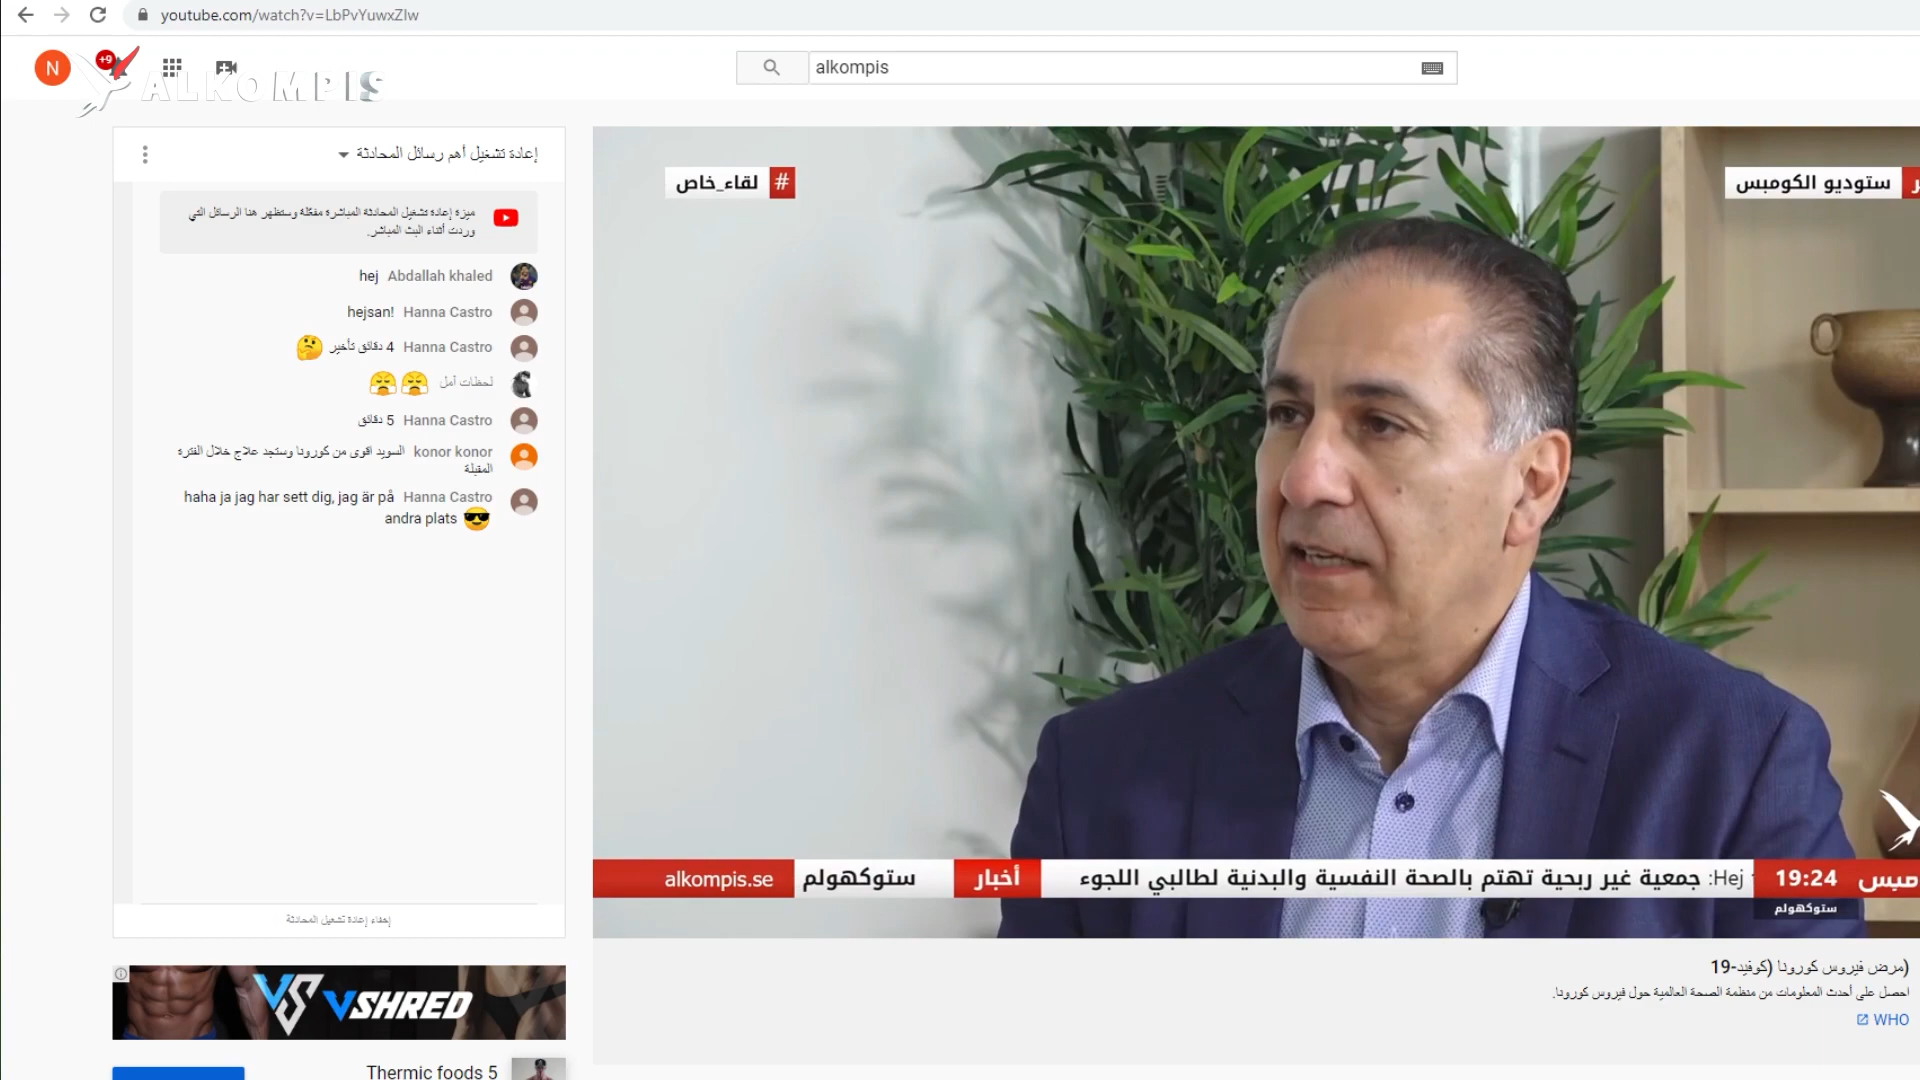 youtube.com/watch?v=LbPvYuwxZIw
N
+9
ALKOMPIS
alkompis
إعادة تشغيل أهم رسائل المحادثة
ميزة إعادة تشغيل المحادثة المباشرة مفعّلة وستظهر هنا الرسائل التي
وردت أثناء البث المباشر.
Abdallah khaled hej
Hanna Castro hejsan!
Hanna Castro 4 دقائق تأخير 🤔
لحظات أمل 😤😤
Hanna Castro 5 دقائق
konor konor السويد اقوى من كورونا وستجد علاج خلال الفترة
المقبلة
Hanna Castro haha ja jag har sett dig, jag är på
andra plats 😎
إخفاء إعادة تشغيل المحادثة
VS VSHRED
Thermic foods 5
#لقاء_خاص
ستوديو الكومبس
19:24
ستوكهولم
Hej: جمعية غير ربحية تهتم بالصحة النفسية والبدنية لطالبي اللجوء
أخبار
ستوكهولم
alkompis.se
(مرض فيروس كورونا (كوفيد-19
احصل على أحدث المعلومات من منظمة الصحة العالمية حول فيروس كورونا.
WHO